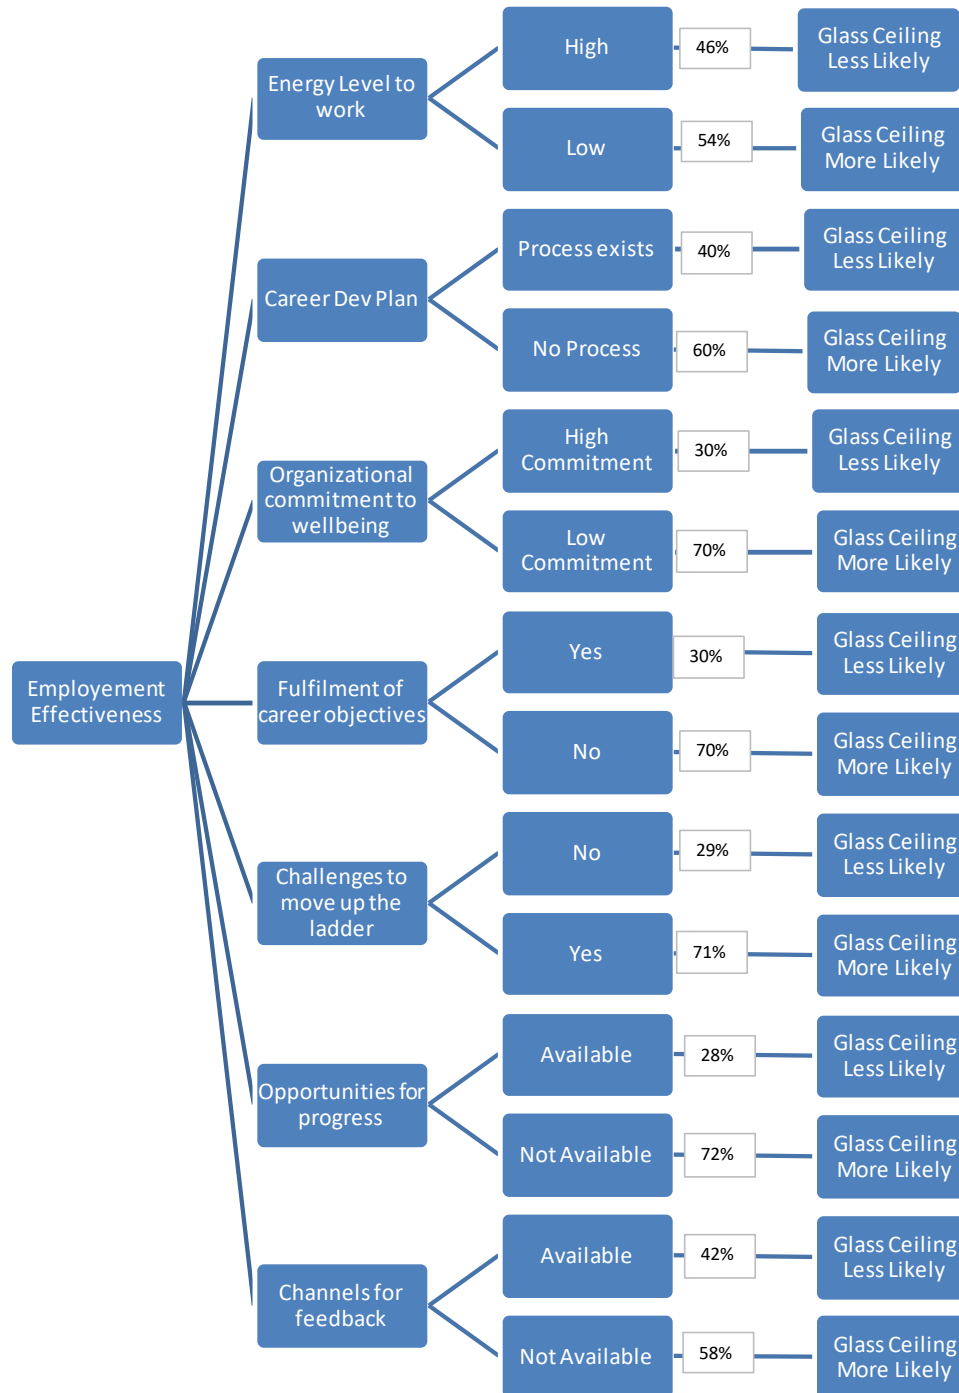 High
46%
Glass Ceiling
Less Likely
Energy Level to
work
Low
54%
Glass Ceiling
More Likely
Process exists
40%
Glass Ceiling
Less Likely
Career Dev Plan
No Process
60%
Glass Ceiling
More Likely
High
Commitment
30%
Glass Ceiling
Less Likely
Organizational
commitment to
wellbeing
Low
Commitment
70%
Glass Ceiling
More Likely
Yes
30%
Glass Ceiling
Less Likely
Employement
Effectiveness
Fulfilment of
career objectives
No
70%
Glass Ceiling
More Likely
No
29%
Glass Ceiling
Less Likely
Challenges to
move up the
ladder
Yes
71%
Glass Ceiling
More Likely
Available
28%
Glass Ceiling
Less Likely
Opportunities for
progress
Not Available
72%
Glass Ceiling
More Likely
Available
42%
Glass Ceiling
Less Likely
Channels for
feedback
Not Available
58%
Glass Ceiling
More Likely